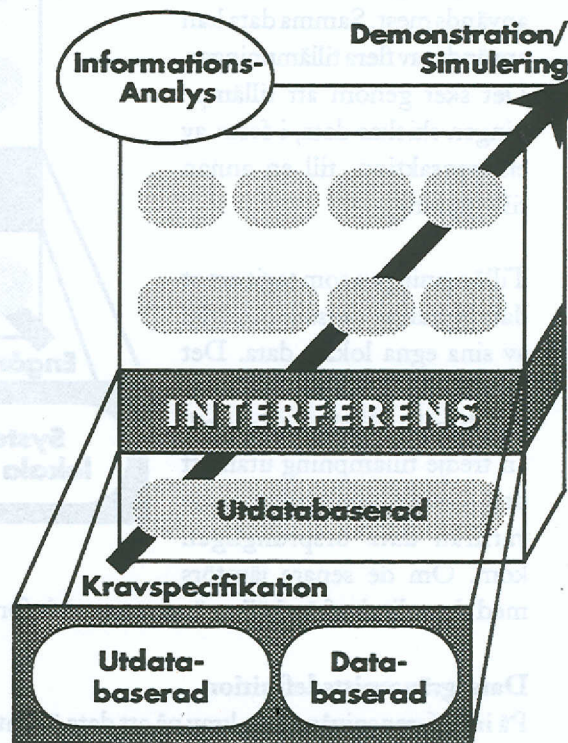 Informations-
Analys
Demonstration/
Simulering
INTERFERENS
Utdatabaserad
Kravspecifikation
Utdata-
baserad
Data-
baserad